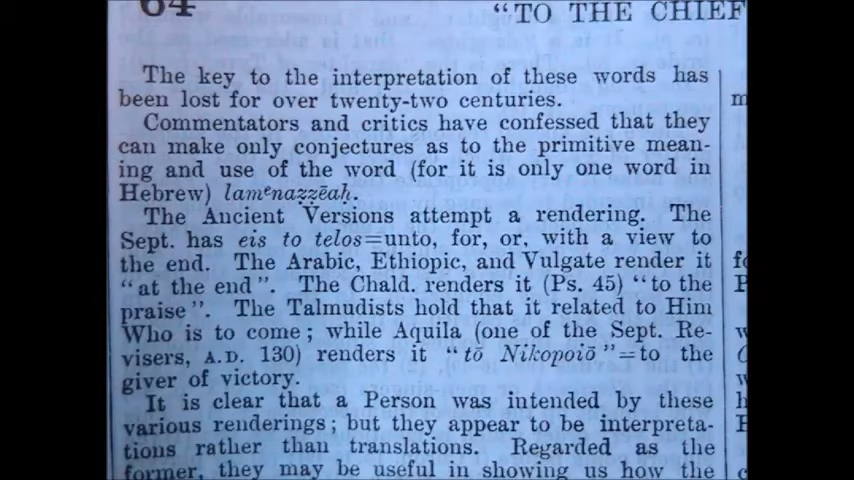 64
"TO THE CHIEF
The key to the interpretation of these words has
been lost for over twenty-two centuries.
Commentators and critics have confessed that they
can make only conjectures as to the primitive mean-
ing and use of the word (for it is only one word in
Hebrew) lamᵉnaẓẓēaḥ.
The Ancient Versions attempt a rendering. The
Sept. has eis to telos=unto, for, or, with a view to
the end. The Arabic, Ethiopic, and Vulgate render it
"at the end". The Chald. renders it (Ps. 45) "to the
praise". The Talmudists hold that it related to Him
Who is to come; while Aquila (one of the Sept. Re-
visers, A.D. 130) renders it "tō Nikopoiō"=to the
giver of victory.
It is clear that a Person was intended by these
various renderings; but they appear to be interpreta-
tions rather than translations. Regarded as the
former, they may be useful in showing us how the